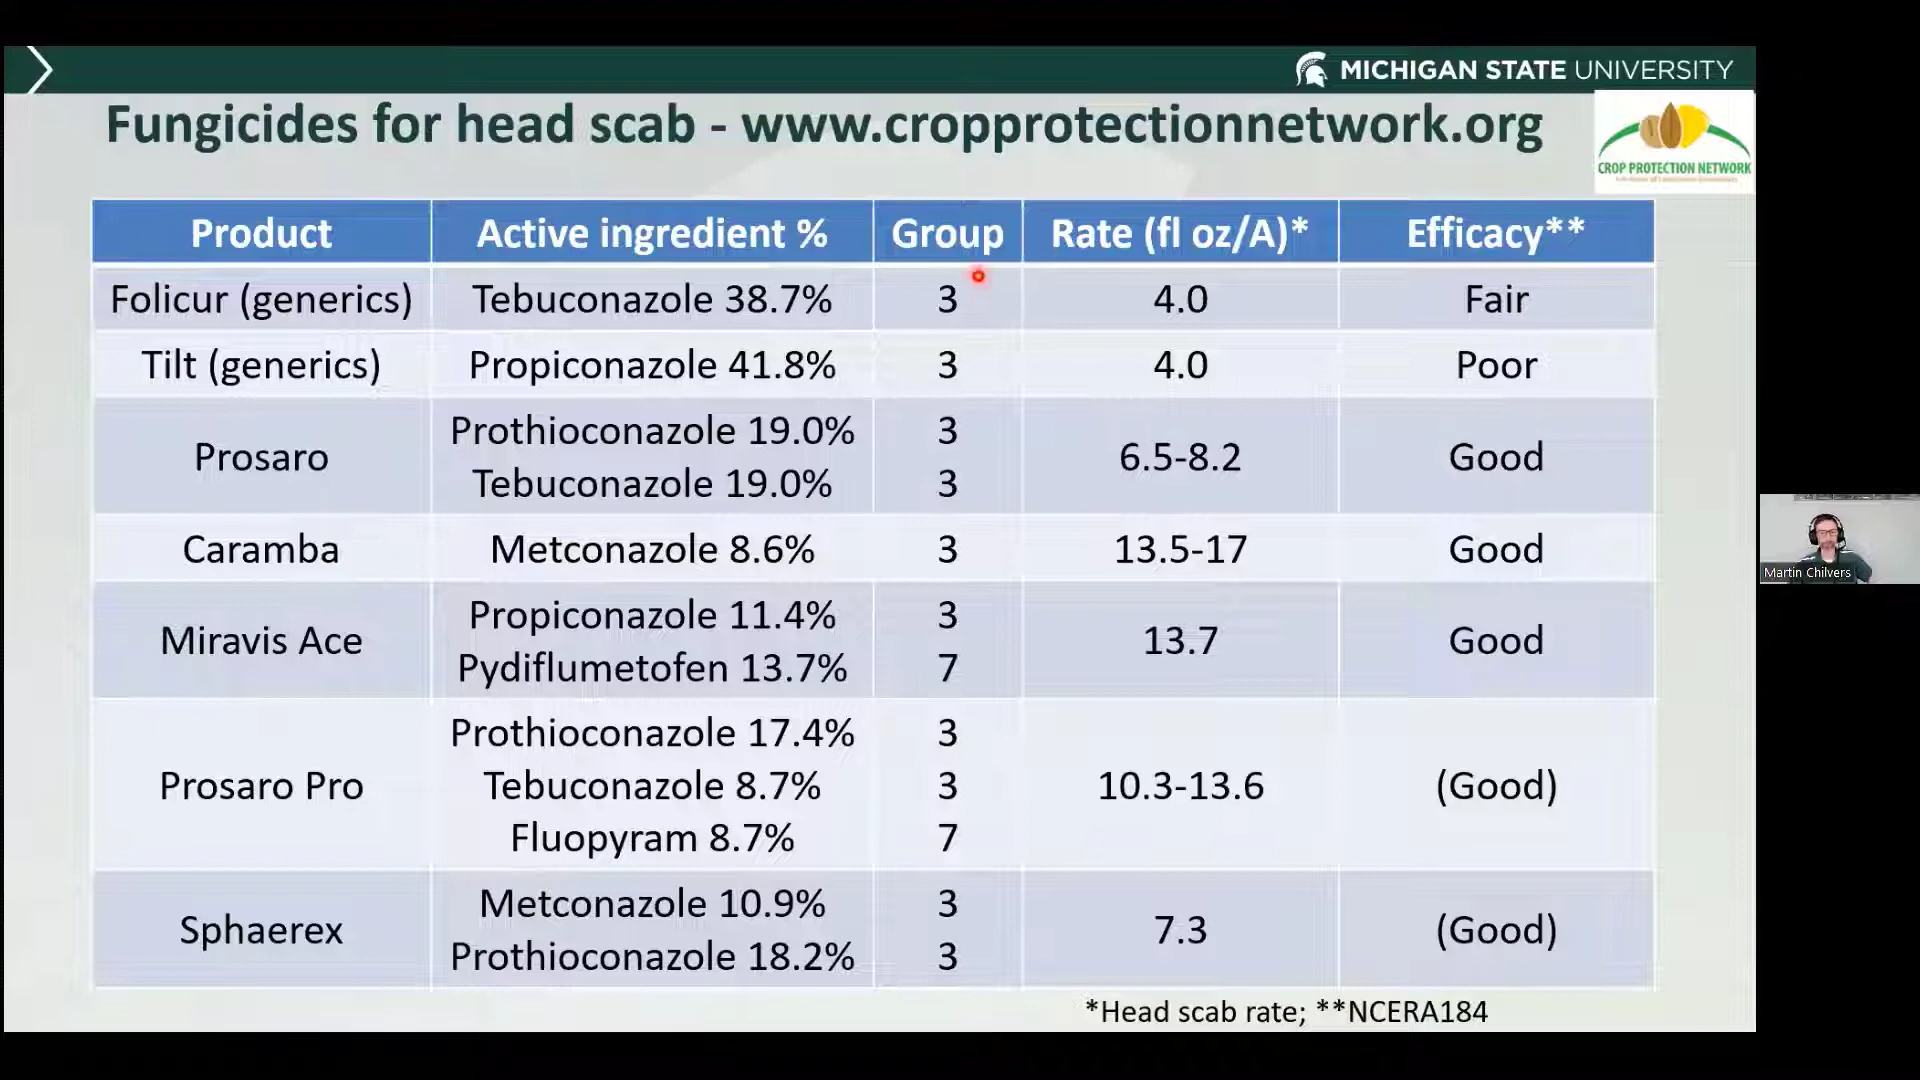 MICHIGAN STATE UNIVERSITY
Fungicides for head scab - www.cropprotectionnetwork.org
CROP PROTECTION NETWORK
Product Active ingredient % Group Rate (fl oz/A)* Efficacy**
Folicur (generics) Tebuconazole 38.7% 3 4.0 Fair
Tilt (generics) Propiconazole 41.8% 3 4.0 Poor
Prothioconazole 19.0% 3
Prosaro 6.5-8.2 Good
Tebuconazole 19.0% 3
Caramba Metconazole 8.6% 3 13.5-17 Good
Propiconazole 11.4% 3
Miravis Ace 13.7 Good
Pydiflumetofen 13.7% 7
Prothioconazole 17.4% 3
Prosaro Pro Tebuconazole 8.7% 3 10.3-13.6 (Good)
Fluopyram 8.7% 7
Metconazole 10.9% 3
Sphaerex 7.3 (Good)
Prothioconazole 18.2% 3
*Head scab rate; **NCERA184
Martin Chilvers